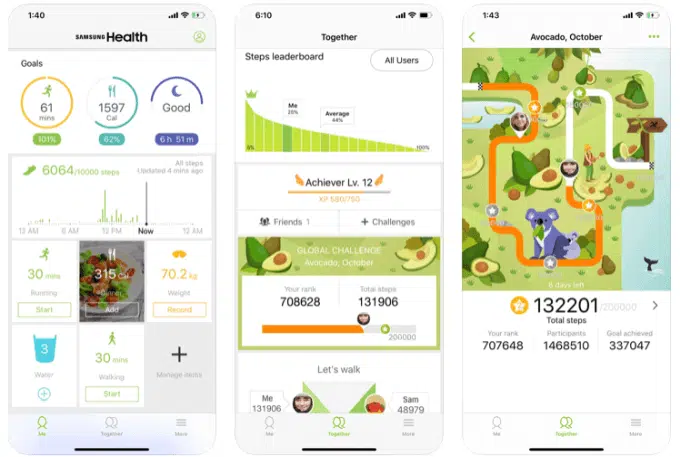 1:40
SAMSUNG Health
Goals
61
mins
101%
1597
Cal
62%
Good
6 h 51 m
6064/10000 steps
All steps
Updated 4 mins ago
12 AM 6 AM Now 6 AM 12 AM
30
mins
Running
Start
315 Cal
Dinner
Add
70.2 kg
Weight
Record
3
Water
30
mins
Walking
Start
Manage items
Me Together More
6:10
Together
Steps leaderboard
All Users
Me
28%
Average
44%
0%
100%
Achiever Lv. 12
XP 580/750
Friends 1
+ Challenges
GLOBAL CHALLENGE
Avocado, October
Your rank
708628
Total steps
131906
200000
Let's walk
Me
131906
Sam
48979
Me Together More
1:43
Avocado, October
6 days left
132201/200000
Total steps
Your rank
707648
Participants
1468510
Goal achieved
337047
Me Together More